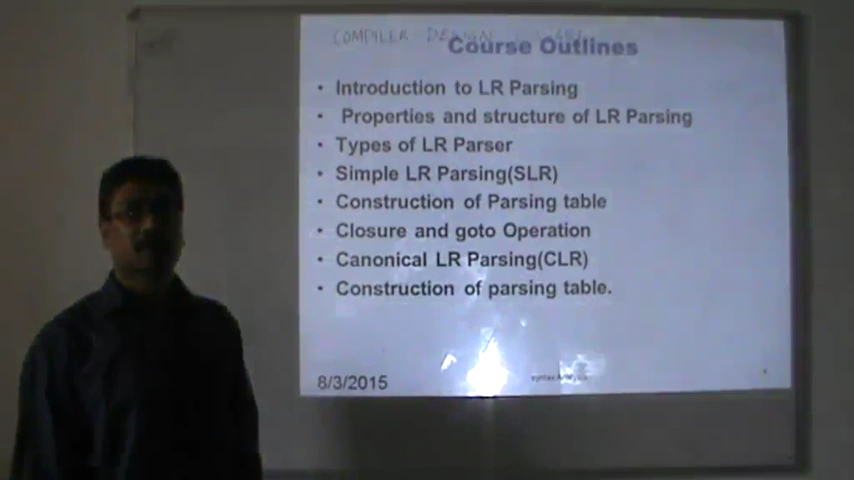 COMPILER DESIGN
Course Outlines
• Introduction to LR Parsing
• Properties and structure of LR Parsing
• Types of LR Parser
• Simple LR Parsing(SLR)
• Construction of Parsing table
• Closure and goto Operation
• Canonical LR Parsing(CLR)
• Construction of parsing table.
8/3/2015